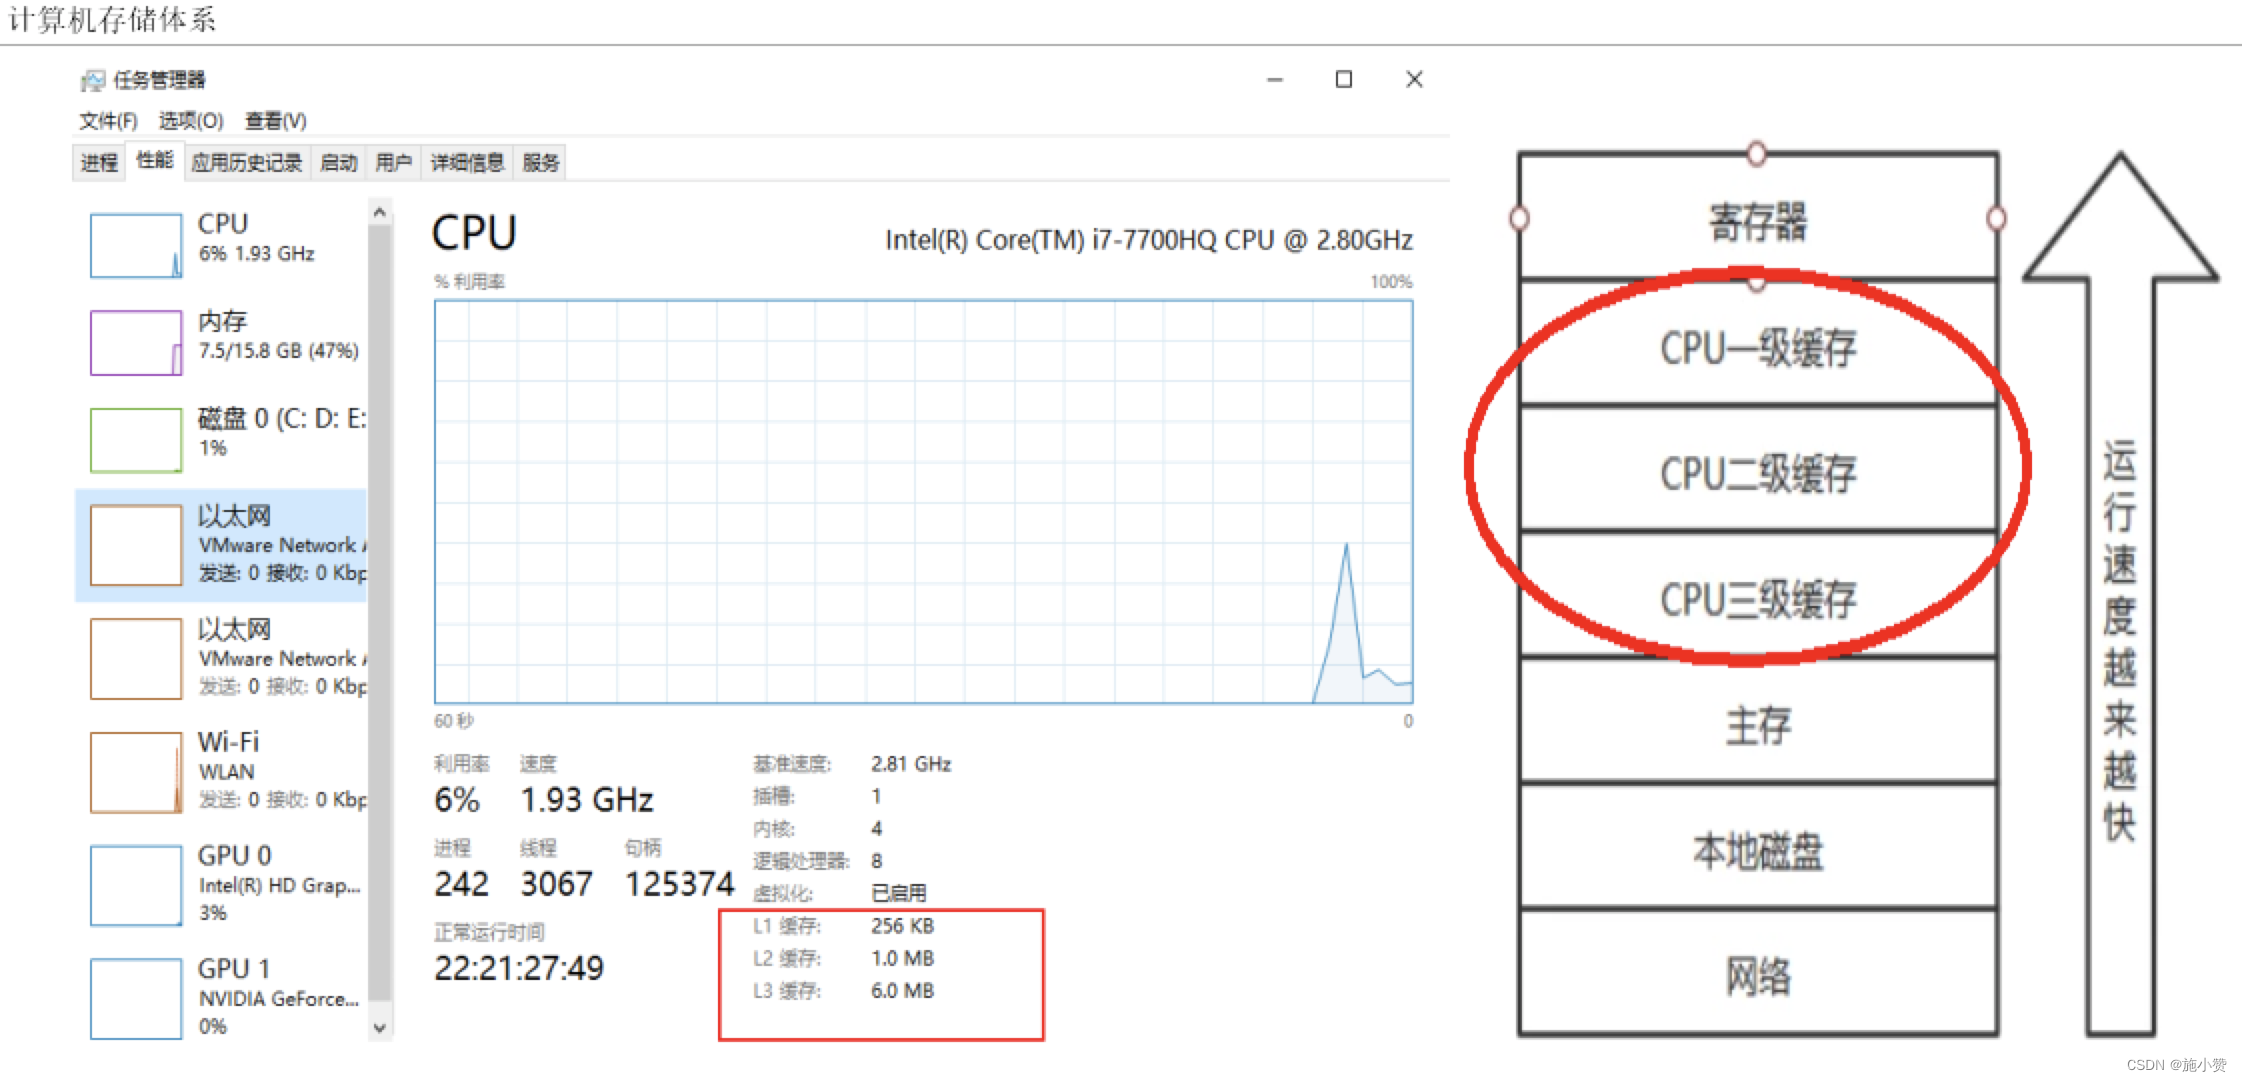 计算机存储体系
任务管理器
文件(F) 选项(O) 查看(V)
进程 性能 应用历史记录 启动 用户 详细信息 服务
CPU
6% 1.93 GHz
内存
7.5/15.8 GB (47%)
磁盘 0 (C: D: E:
1%
以太网
VMware Network
发送: 0 接收: 0 Kbp
以太网
VMware Network
发送: 0 接收: 0 Kbp
Wi-Fi
WLAN
发送: 0 接收: 0 Kbp
GPU 0
Intel(R) HD Grap...
3%
GPU 1
NVIDIA GeForce...
0%
CPU
Intel(R) Core(TM) i7-7700HQ CPU @ 2.80GHz
% 利用率
100%
60 秒
0
利用率 速度
6% 1.93 GHz
进程 线程 句柄
242 3067 125374
正常运行时间
22:21:27:49
基准速度: 2.81 GHz
插槽: 1
内核: 4
逻辑处理器: 8
虚拟化: 已启用
L1 缓存: 256 KB
L2 缓存: 1.0 MB
L3 缓存: 6.0 MB
寄存器
CPU一级缓存
CPU二级缓存
CPU三级缓存
主存
本地磁盘
网络
运行速度越来越快
CSDN @施小赞